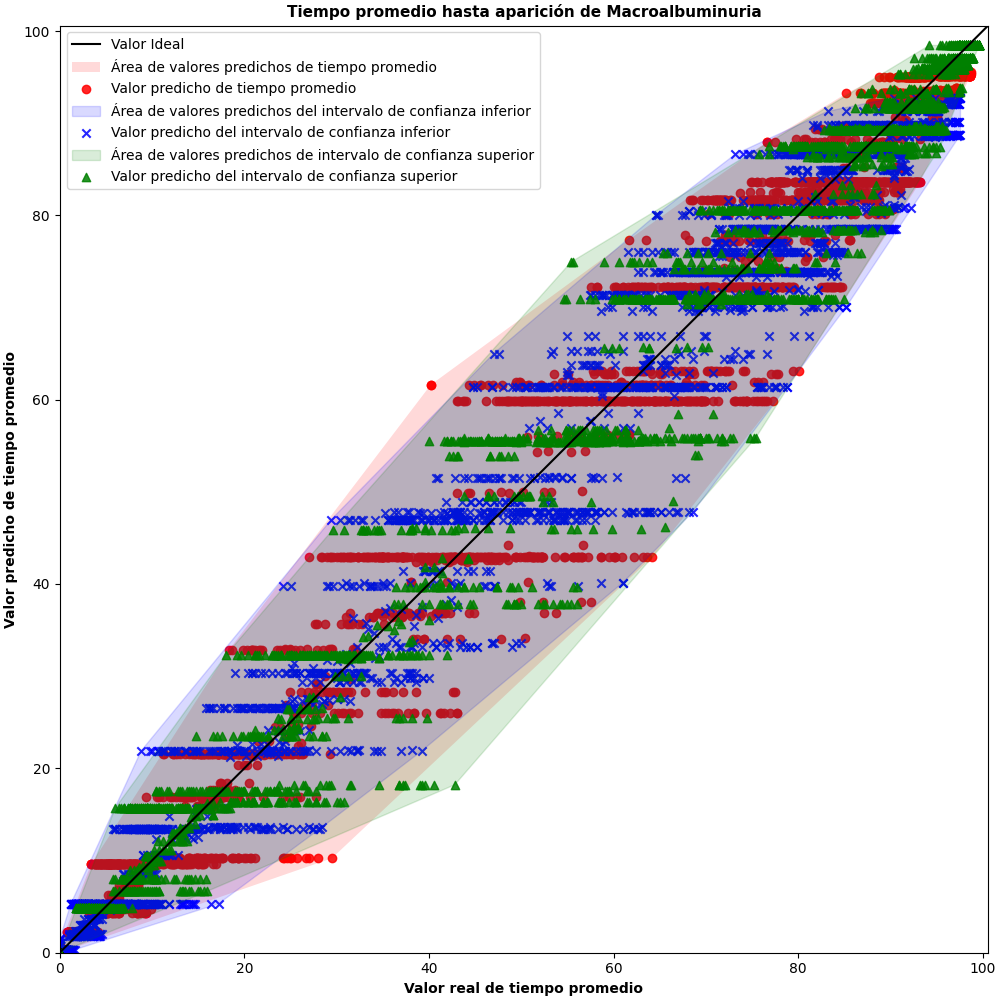 Tiempo promedio hasta aparición de Macroalbuminuria
Valor Ideal
Área de valores predichos de tiempo promedio
Valor predicho de tiempo promedio
Área de valores predichos del intervalo de confianza inferior
Valor predicho del intervalo de confianza inferior
Área de valores predichos de intervalo de confianza superior
Valor predicho del intervalo de confianza superior
Valor predicho de tiempo promedio
100
80
60
40
20
0
0 20 40 60 80 100
Valor real de tiempo promedio